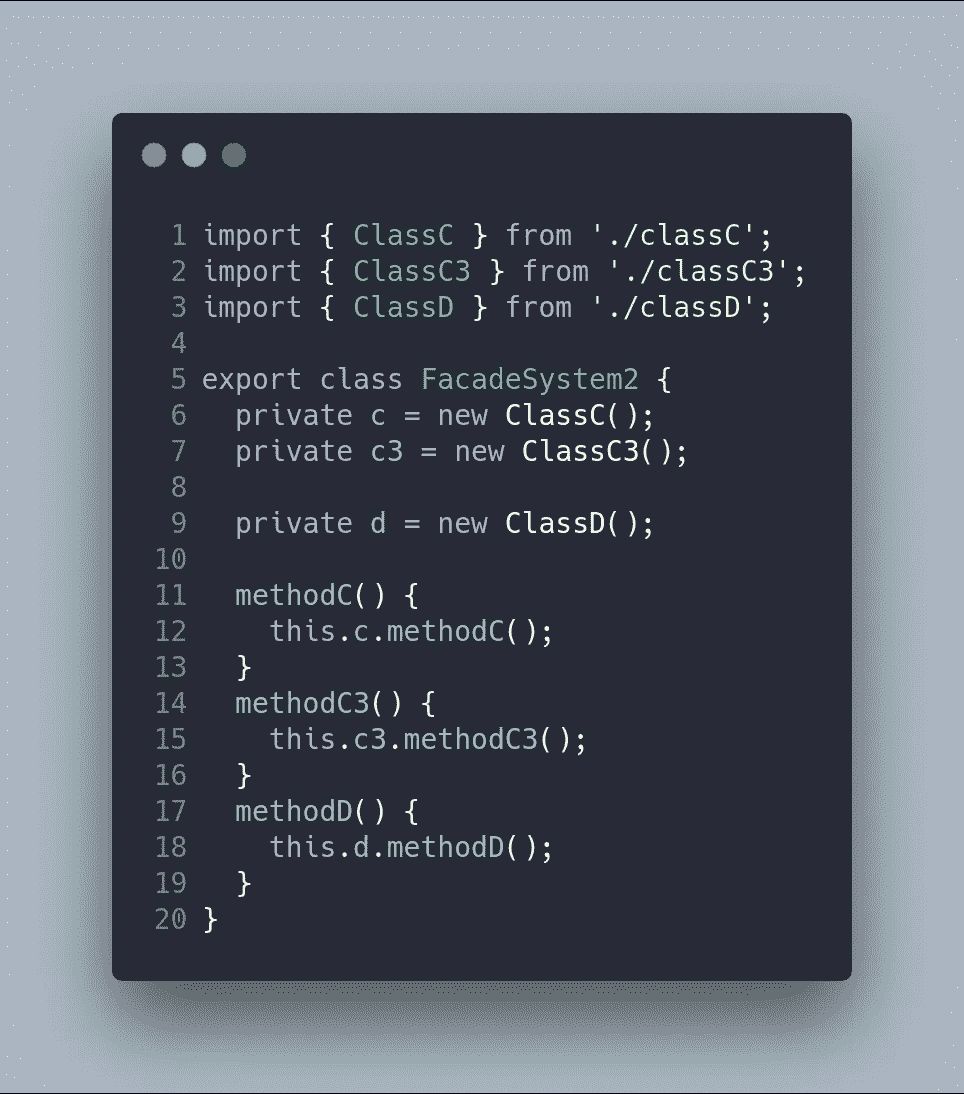 1 import { ClassC } from './classC';
2 import { ClassC3 } from './classC3';
3 import { ClassD } from './classD';
4
5 export class FacadeSystem2 {
6   private c = new ClassC();
7   private c3 = new ClassC3();
8
9   private d = new ClassD();
10
11   methodC() {
12     this.c.methodC();
13   }
14   methodC3() {
15     this.c3.methodC3();
16   }
17   methodD() {
18     this.d.methodD();
19   }
20 }